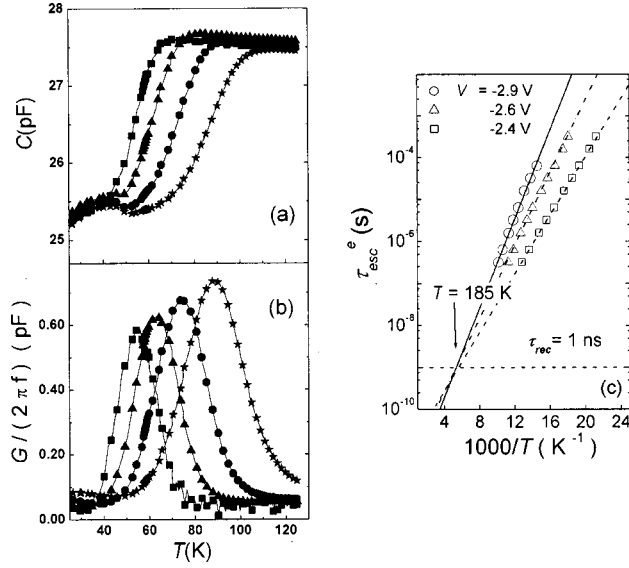 28
27
26
25
C(pF)
(a)
0.60
0.40
0.20
0.00
G / ( 2 π f ) ( pF )
(b)
40 60 80 100 120
T(K)
V = -2.9 V
-2.6 V
-2.4 V
10⁻⁴
10⁻⁶
10⁻⁸
10⁻¹⁰
τesc^e (s)
T = 185 K
τrec = 1 ns
(c)
4 8 12 16 20 24
1000/T ( K⁻¹)